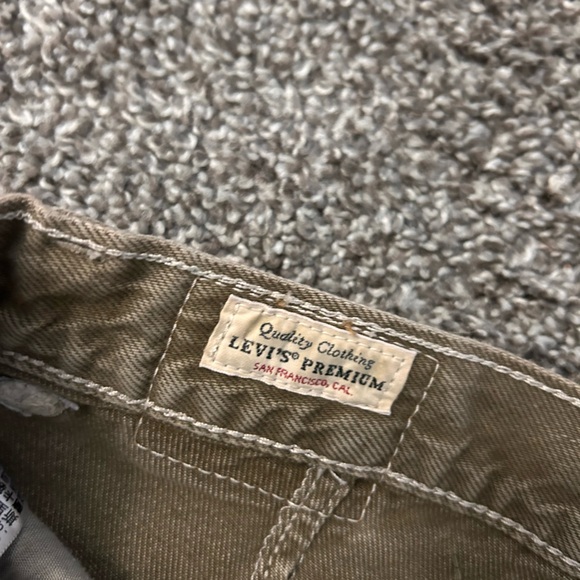 Quality Clothing
LEVI'S® PREMIUM
SAN FRANCISCO, CAL